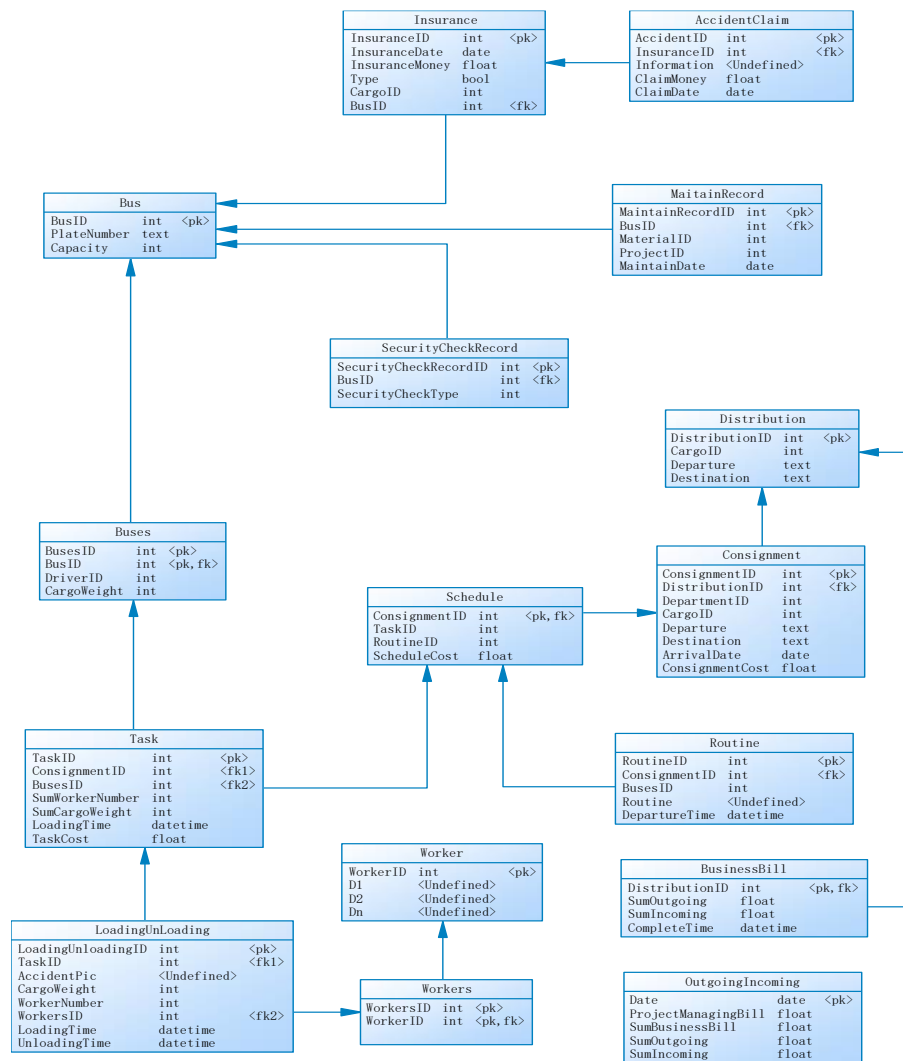 Insurance
InsuranceID int <pk>
InsuranceDate date
InsuranceMoney float
Type bool
CargoID int
BusID int <fk>
AccidentClaim
AccidentID int <pk>
InsuranceID int <fk>
Information <Undefined>
ClaimMoney float
ClaimDate date
Bus
BusID int <pk>
PlateNumber text
Capacity int
MaitainRecord
MaintainRecordID int <pk>
BusID int <fk>
MaterialID int
ProjectID int
MaintainDate date
SecurityCheckRecord
SecurityCheckRecordID int <pk>
BusID int <fk>
SecurityCheckType int
Distribution
DistributionID int <pk>
CargoID int
Departure text
Destination text
Buses
BusesID int <pk>
BusID int <pk,fk>
DriverID int
CargoWeight int
Consignment
ConsignmentID int <pk>
DistributionID int <fk>
DepartmentID int
CargoID int
Departure text
Destination text
ArrivalDate date
ConsignmentCost float
Schedule
ConsignmentID int <pk,fk>
TaskID int
RoutineID int
ScheduleCost float
Task
TaskID int <pk>
ConsignmentID int <fk1>
BusesID int <fk2>
SumWorkerNumber int
SumCargoWeight int
LoadingTime datetime
TaskCost float
Routine
RoutineID int <pk>
ConsignmentID int <fk>
BusesID int
Routine <Undefined>
DepartureTime datetime
Worker
WorkerID int <pk>
D1 <Undefined>
D2 <Undefined>
Dn <Undefined>
BusinessBill
DistributionID int <pk,fk>
SumOutgoing float
SumIncoming float
CompleteTime datetime
LoadingUnLoading
LoadingUnloadingID int <pk>
TaskID int <fk1>
AccidentPic <Undefined>
CargoWeight int
WorkerNumber int
WorkersID int <fk2>
LoadingTime datetime
UnloadingTime datetime
Workers
WorkersID int <pk>
WorkerID int <pk,fk>
OutgoingIncoming
Date date <pk>
ProjectManagingBill float
SumBusinessBill float
SumOutgoing float
SumIncoming float